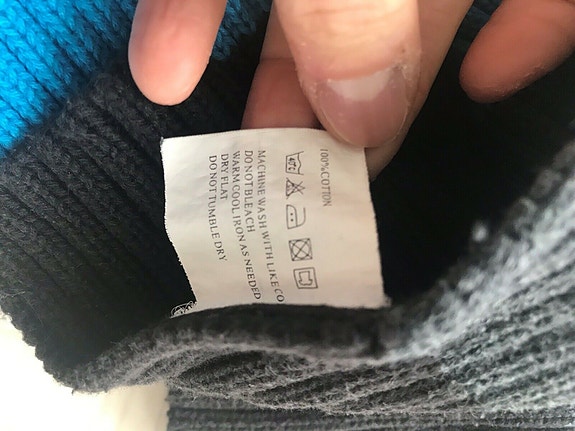 100%COTTON
40℃
MACHINE WASH WITH LIKE CO
DO NOT BLEACH
WARM COOL IRON AS NEEDED
DRY FLAT
DO NOT TUMBLE DRY